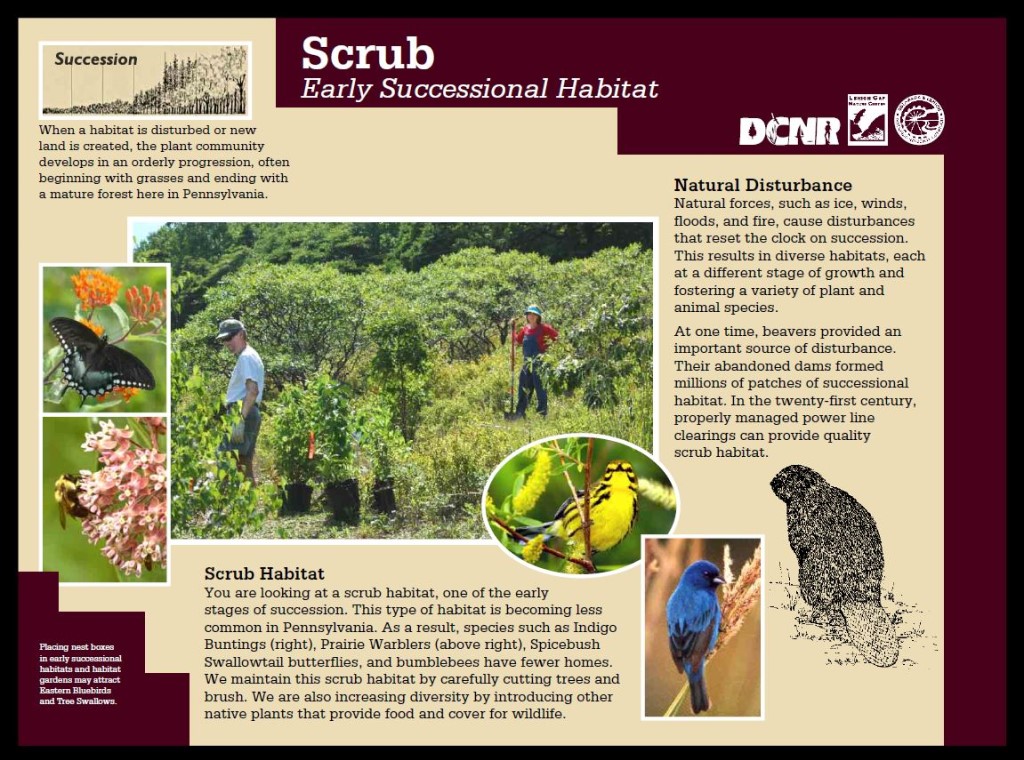 Succession
Scrub
Early Successional Habitat
When a habitat is disturbed or new
land is created, the plant community
develops in an orderly progression, often
beginning with grasses and ending with
a mature forest here in Pennsylvania.
DCNR
Lehigh Gap
Nature Center
Natural Disturbance
Natural forces, such as ice, winds,
floods, and fire, cause disturbances
that reset the clock on succession.
This results in diverse habitats, each
at a different stage of growth and
fostering a variety of plant and
animal species.
At one time, beavers provided an
important source of disturbance.
Their abandoned dams formed
millions of patches of successional
habitat. In the twenty-first century,
properly managed power line
clearings can provide quality
scrub habitat.
Scrub Habitat
You are looking at a scrub habitat, one of the early
stages of succession. This type of habitat is becoming less
common in Pennsylvania. As a result, species such as Indigo
Buntings (right), Prairie Warblers (above right), Spicebush
Swallowtail butterflies, and bumblebees have fewer homes.
We maintain this scrub habitat by carefully cutting trees and
brush. We are also increasing diversity by introducing other
native plants that provide food and cover for wildlife.
Placing nest boxes
in early successional
habitats and habitat
gardens may attract
Eastern Bluebirds
and Tree Swallows.